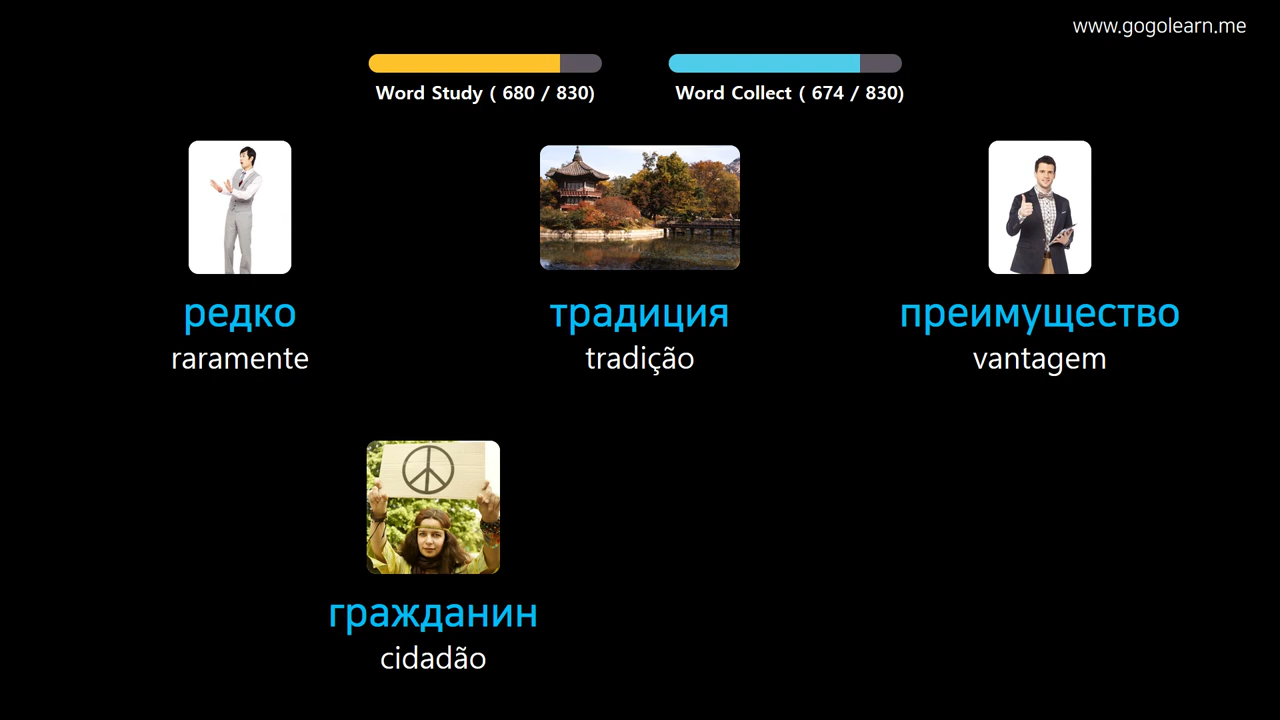 www.gogolearn.me
Word Study ( 680 / 830)
Word Collect ( 674 / 830)
редко
raramente
традиция
tradição
преимущество
vantagem
гражданин
cidadão